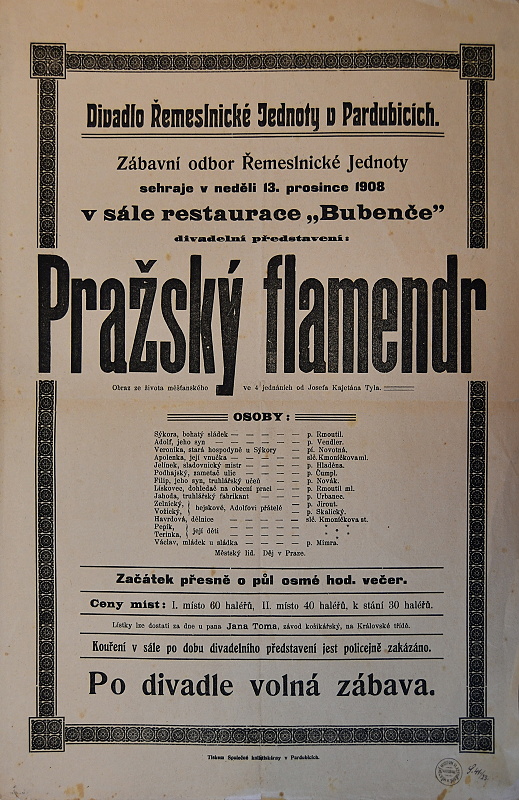 Divadlo Řemeslnické Jednoty v Pardubicích.
Zábavní odbor Řemeslnické Jednoty
sehraje v neděli 13. prosince 1908
v sále restaurace „Bubenče”
divadelní představení:
Pražský flamendr
Obraz ze života měšťanského ve 4 jednáních od Josefa Kajetána Tyla.
OSOBY:
Sýkora, bohatý sládek — — — — — p. Rmoutil.
Adolf, jeho syn — — — — — p. Vendler.
Veronika, stará hospodyně u Sýkory — — pí. Novotná.
Apolenka, její vnučka — — — — — slč. Kmoníčkova ml.
Jelínek, sladovnický mistr — — — — p. Hladěna.
Podhajský, zametač ulic — — — — p. Čumpl.
Filip, jeho syn, truhlářský učeň — — — p. Novák.
Lískovec, dohledač na obecní práci — — p. Rmoutil ml.
Jahoda, truhlářský fabrikant — — — — p. Urbanec.
Zelnický, } hejskové, Adolfovi přátelé — — p. Jirout.
Vožický, — — p. Skalický.
Havrdová, dělnice — — — — — slč. Kmoníčkova st.
Pepík, } její děti — — — — * * *
Terinka, * * *
Václav, mládek u sládka — — — — p. Mimra.
Městský lid. Děj v Praze.
Začátek přesně o půl osmé hod. večer.
Ceny míst: I. místo 60 haléřů, II. místo 40 haléřů, k stání 30 haléřů.
Lístky lze dostati za dne u pana Jana Toma, závod košíkářský, na Královské třídě.
Kouření v sále po dobu divadelního představení jest policejně zakázáno.
Po divadle volná zábava.
Tiskem Společné knihtiskárny v Pardubicích.